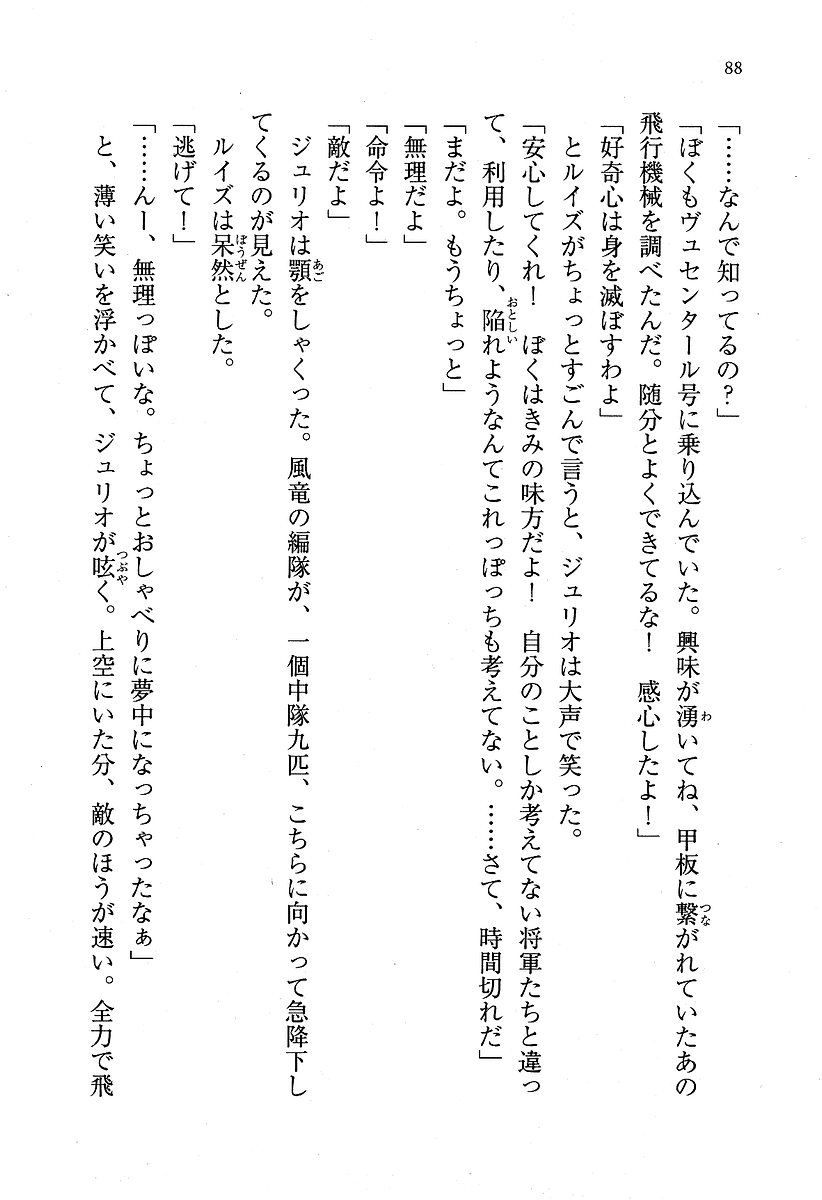 88
「……なんで知ってるの？」
「ぼくもヴュセンタール号に乗り込んでいた。興味が湧いてね、甲板に繋がれていたあの
飛行機械を調べたんだ。随分とよくできてるな！　感心したよ！」
「好奇心は身を滅ぼすわよ」
　とルイズがちょっとすごんで言うと、ジュリオは大声で笑った。
「安心してくれ！　ぼくはきみの味方だよ！　自分のことしか考えてない将軍たちと違っ
て、利用したり、陥れようなんてこれっぽっちも考えてない。……さて、時間切れだ」
「まだよ。もうちょっと」
「無理だよ」
「命令よ！」
「敵だよ」
　ジュリオは顎をしゃくった。風竜の編隊が、一個中隊九匹、こちらに向かって急降下し
てくるのが見えた。
　ルイズは呆然とした。
「逃げて！」
「……んー、無理っぽいな。ちょっとおしゃべりに夢中になっちゃったなぁ」
　と、薄い笑いを浮かべて、ジュリオが呟く。上空にいた分、敵のほうが速い。全力で飛